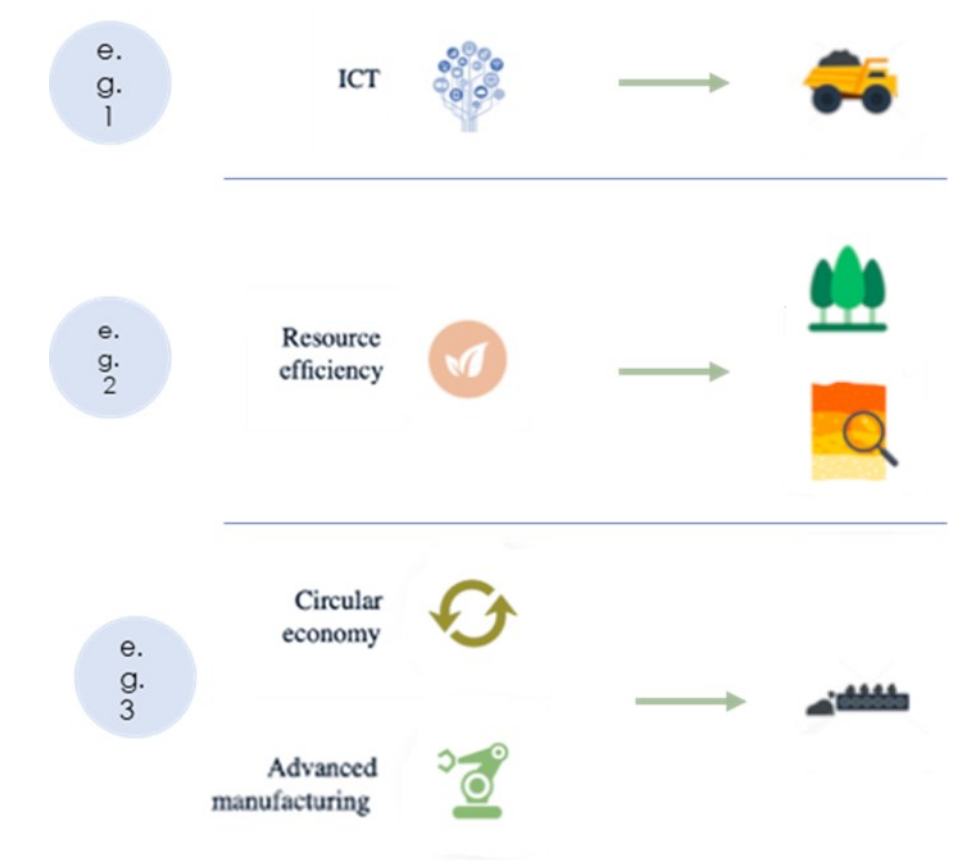 e.
g.
1
ICT
e.
g.
2
Resource
efficiency
e.
g.
3
Circular
economy
Advanced
manufacturing